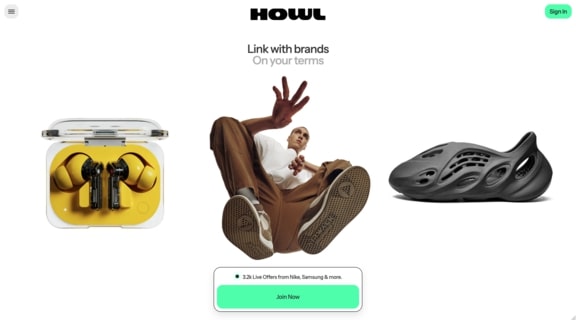 HOWL
Sign in
Link with brands
On your terms
3.2k Live Offers from Nike, Samsung & more.
Join Now